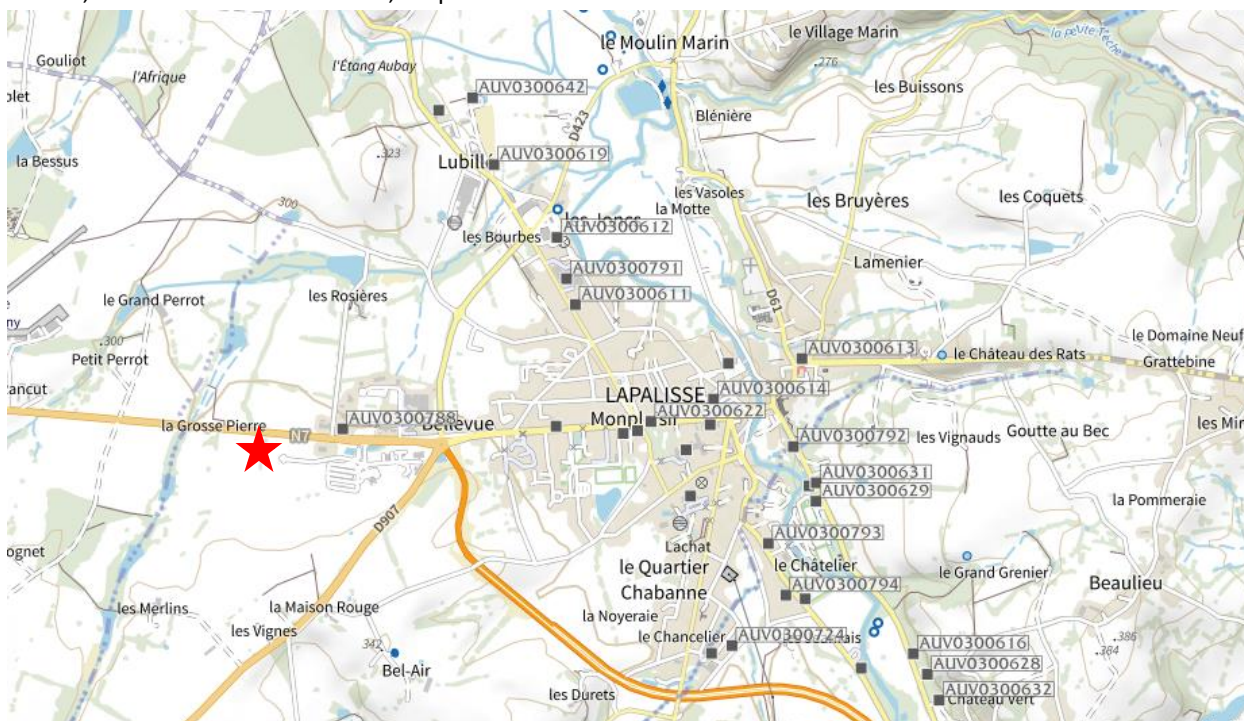 le Moulin Marin
le Village Marin
la Petite Têche
Gouliot
l'Afrique
l'Étang Aubay
.276
les Buissons
AUV0300642
D423
Blénière
.323
la Bessus
Lubillé
AUV0300619
les Vasoles
la Motte
les Bruyères
les Coquets
300
AUV0300612
les Bourbes
Lamenier
AUV0300791
le Grand Perrot
les Rosières
AUV0300611
D61
.300
Petit Perrot
le Domaine Neuf
AUV0300613
le Château des Rats
Grattebine
LAPALISSE
AUV0300614
AUV0300622
AUV0300788
la Grosse Pierre
N7
Bellevue
AUV0300792
les Vignauds
Goutte au Bec
AUV0300631
AUV0300629
la Pommeraie
D907
AUV0300793
Lachat
le Quartier
Chabanne
le Châtelier
le Grand Grenier
Beaulieu
AUV0300794
les Merlins
la Maison Rouge
la Noyeraie
les Vignes
le Chancelier
AUV0300724
342
Bel-Air
AUV0300616
.386
.384
AUV0300628
AUV0300632
Château Vert
les Durets